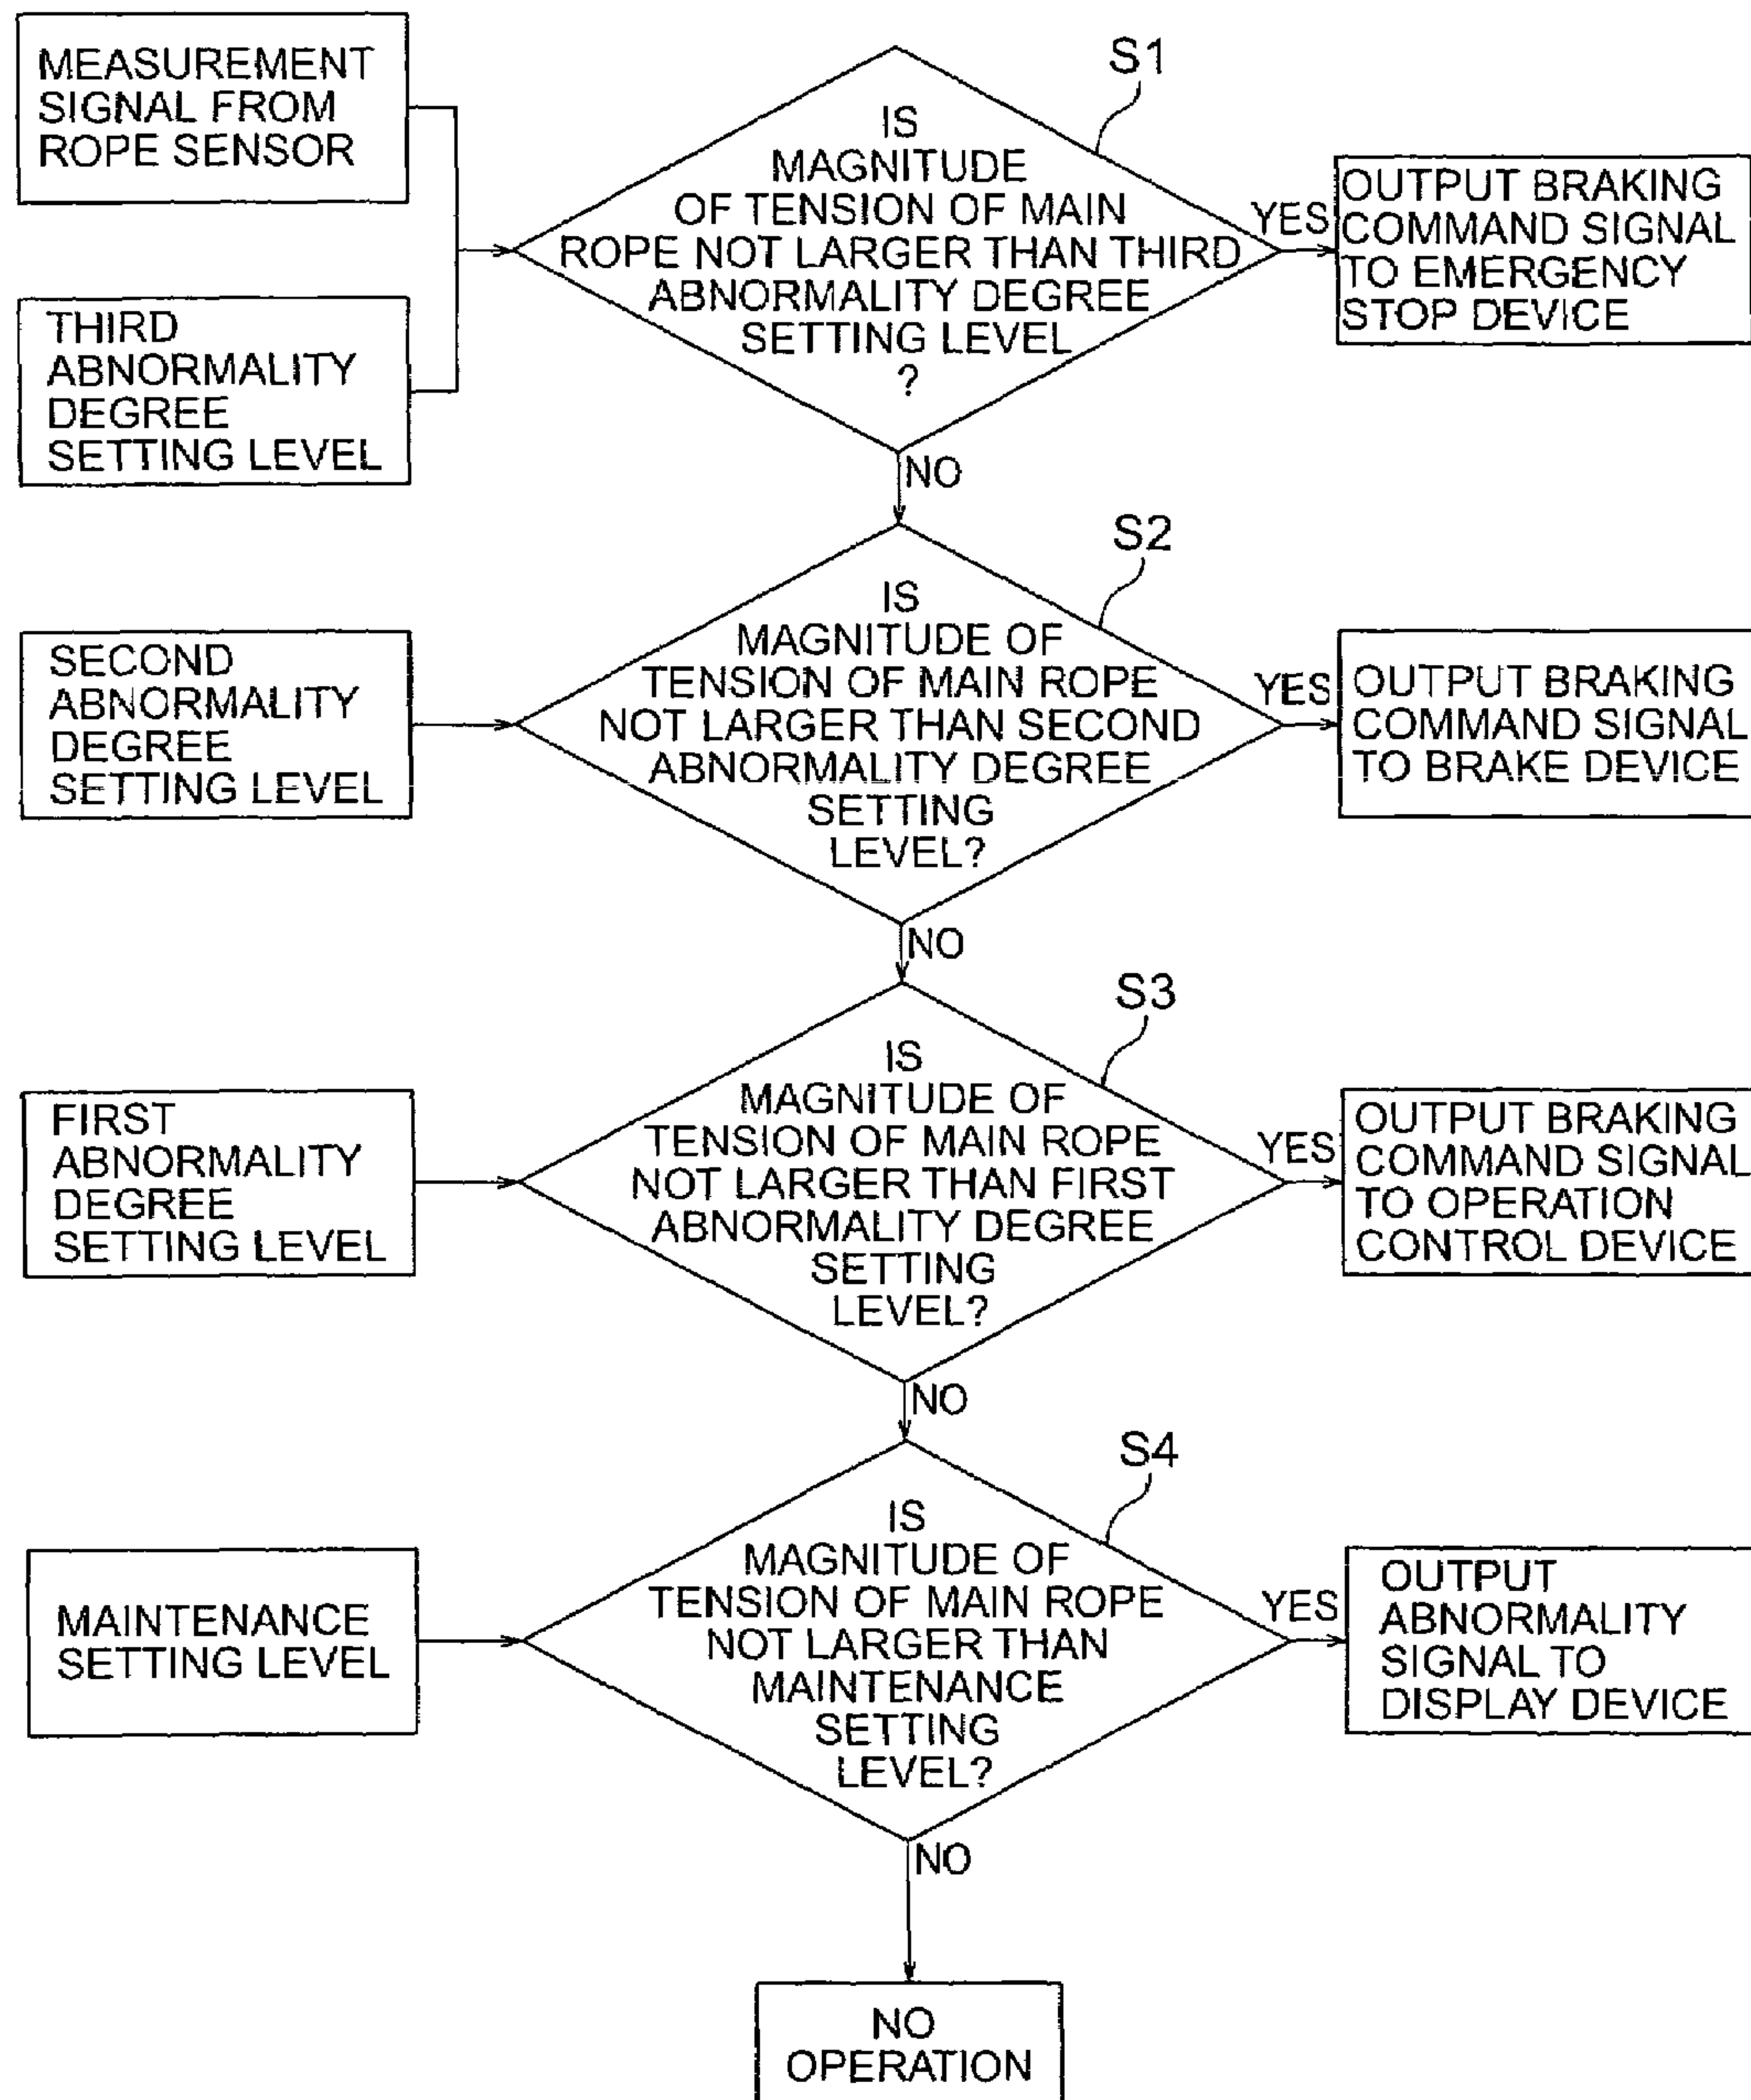 MEASUREMENT
SIGNAL FROM
ROPE SENSOR
THIRD
ABNORMALITY
DEGREE
SETTING LEVEL
S1
IS
MAGNITUDE
OF TENSION OF MAIN
ROPE NOT LARGER THAN THIRD
ABNORMALITY DEGREE
SETTING LEVEL
?
YES
OUTPUT BRAKING
COMMAND SIGNAL
TO EMERGENCY
STOP DEVICE
NO
SECOND
ABNORMALITY
DEGREE
SETTING LEVEL
S2
IS
MAGNITUDE OF
TENSION OF MAIN ROPE
NOT LARGER THAN SECOND
ABNORMALITY DEGREE
SETTING
LEVEL?
YES
OUTPUT BRAKING
COMMAND SIGNAL
TO BRAKE DEVICE
NO
FIRST
ABNORMALITY
DEGREE
SETTING LEVEL
S3
IS
MAGNITUDE OF
TENSION OF MAIN ROPE
NOT LARGER THAN FIRST
ABNORMALITY DEGREE
SETTING
LEVEL?
YES
OUTPUT BRAKING
COMMAND SIGNAL
TO OPERATION
CONTROL DEVICE
NO
MAINTENANCE
SETTING LEVEL
S4
IS
MAGNITUDE OF
TENSION OF MAIN ROPE
NOT LARGER THAN
MAINTENANCE
SETTING
LEVEL?
YES
OUTPUT
ABNORMALITY
SIGNAL TO
DISPLAY DEVICE
NO
NO
OPERATION